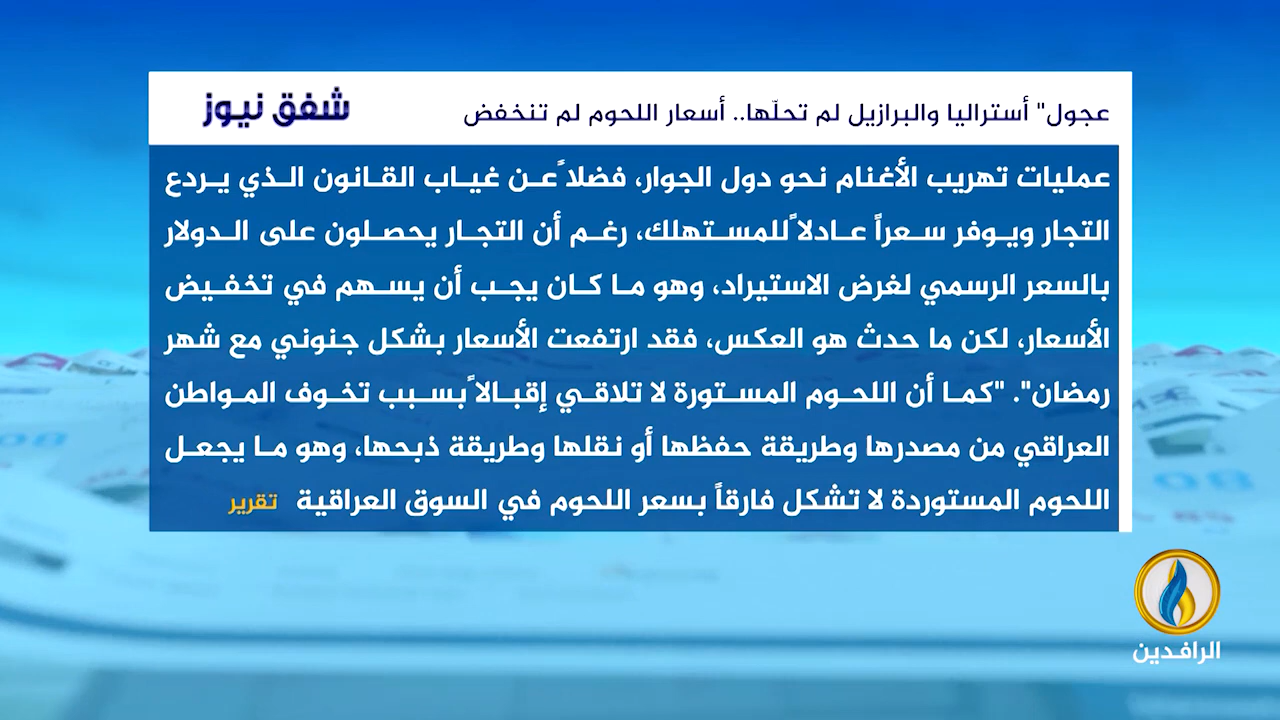 شفق نيوز
عجول" أستراليا والبرازيل لم تحلّها.. أسعار اللحوم لم تنخفض
عمليات تهريب الأغنام نحو دول الجوار، فضلاً عن غياب القانون الذي يردع
التجار ويوفر سعراً عادلاً للمستهلك، رغم أن التجار يحصلون على الدولار
بالسعر الرسمي لغرض الاستيراد، وهو ما كان يجب أن يسهم في تخفيض
الأسعار، لكن ما حدث هو العكس، فقد ارتفعت الأسعار بشكل جنوني مع شهر
رمضان". "كما أن اللحوم المستورة لا تلاقي إقبالاً بسبب تخوف المواطن
العراقي من مصدرها وطريقة حفظها أو نقلها وطريقة ذبحها، وهو ما يجعل
اللحوم المستوردة لا تشكل فارقاً بسعر اللحوم في السوق العراقية تقرير
الرافدين